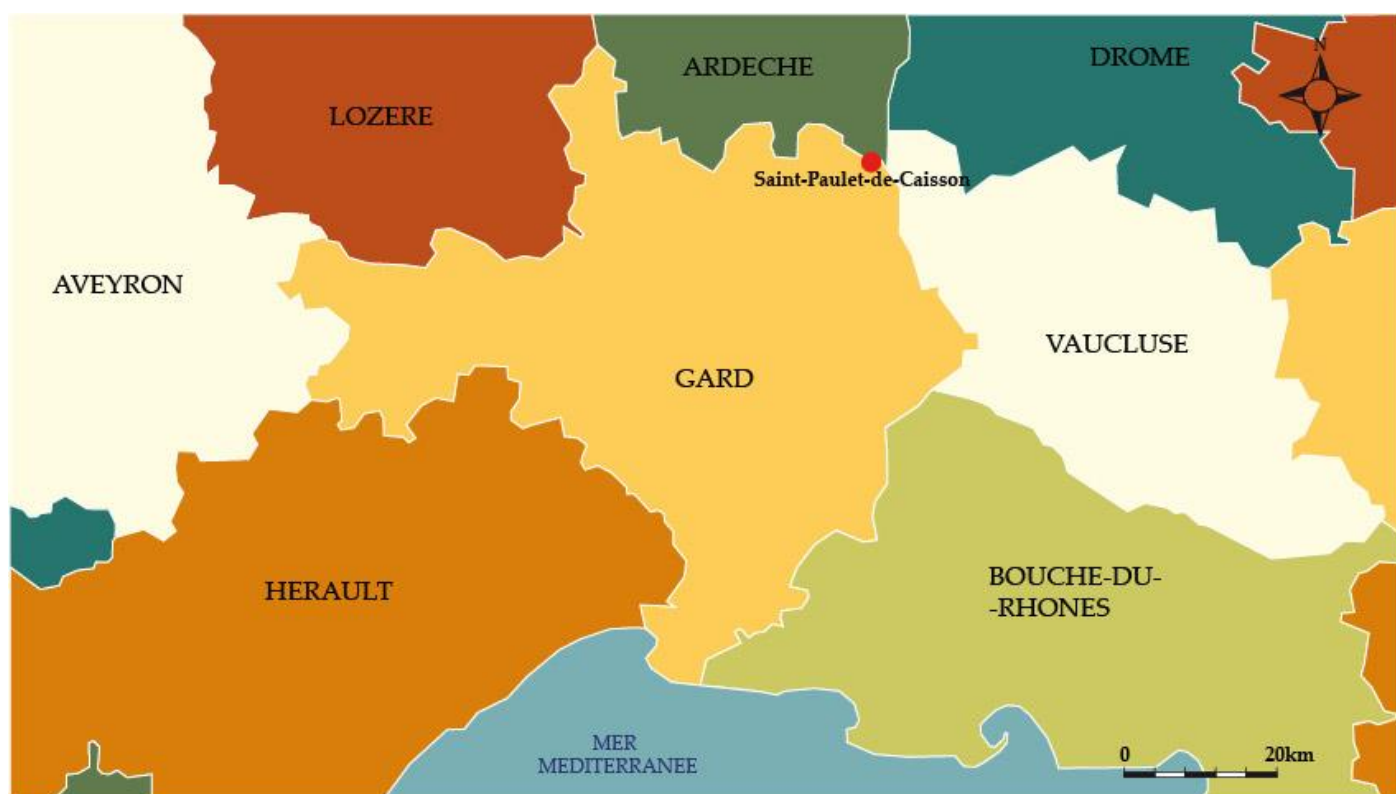 ARDECHE
DROME
N
LOZERE
Saint-Paulet-de-Caisson
AVEYRON
VAUCLUSE
GARD
HERAULT
BOUCHE-DU-
-RHONES
MER
MEDITERRANEE
0 20km